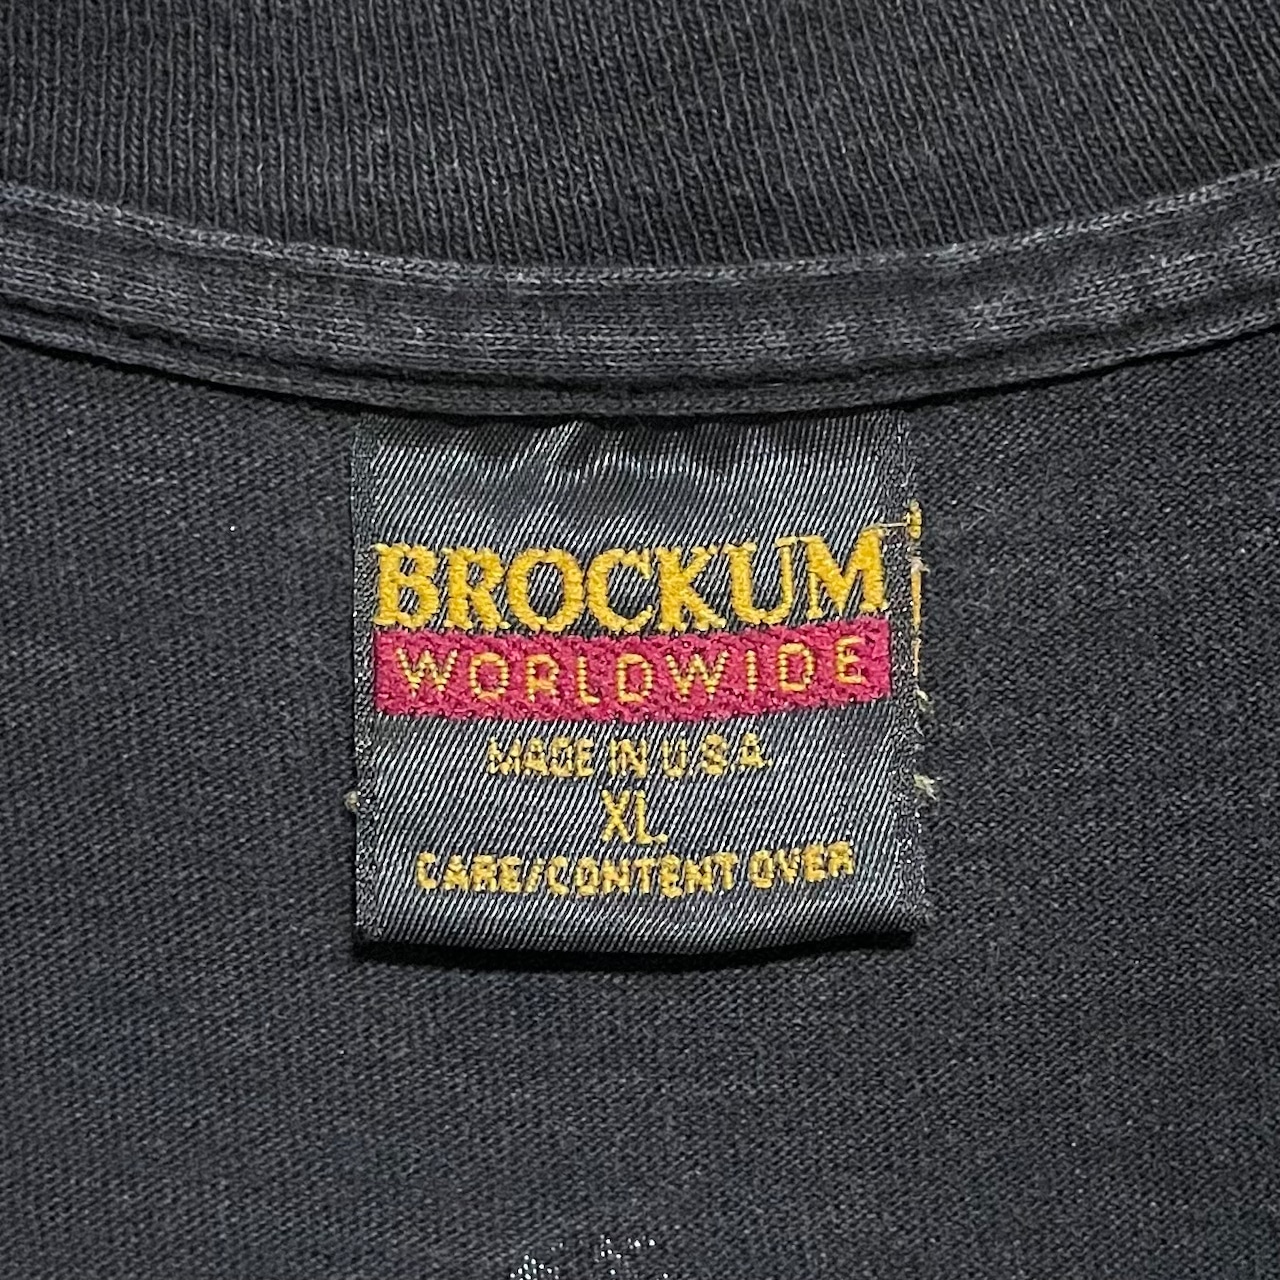 BROCKUM
WORLDWIDE
MADE IN U.S.A
XL
CARE/CONTENT OVER